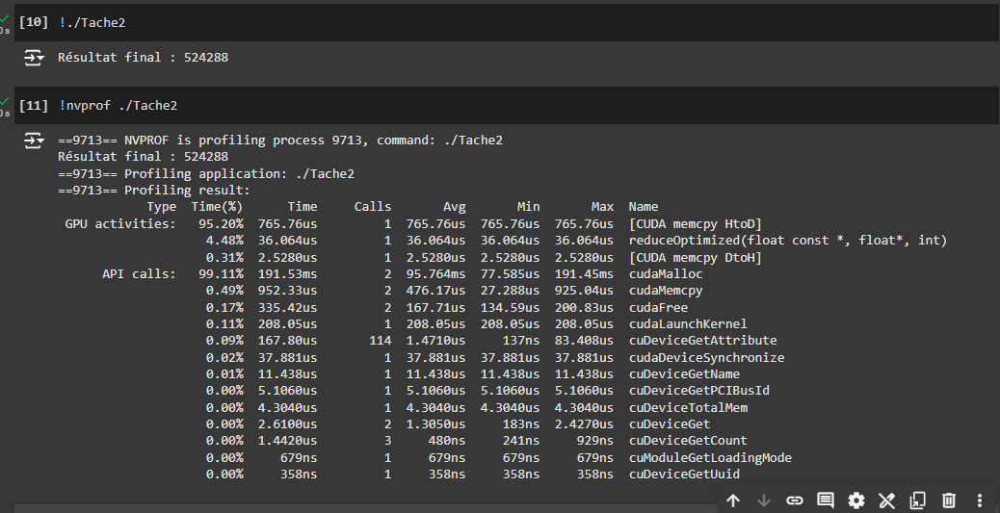 [10] !./Tache2
0s
Résultat final : 524288
[11] !nvprof ./Tache2
0s
==9713== NVPROF is profiling process 9713, command: ./Tache2
Résultat final : 524288
==9713== Profiling application: ./Tache2
==9713== Profiling result:
Type Time(%) Time Calls Avg Min Max Name
GPU activities: 95.20% 765.76us 1 765.76us 765.76us 765.76us [CUDA memcpy HtoD]
4.48% 36.064us 1 36.064us 36.064us 36.064us reduceOptimized(float const *, float*, int)
0.31% 2.5280us 1 2.5280us 2.5280us 2.5280us [CUDA memcpy DtoH]
API calls: 99.11% 191.53ms 2 95.764ms 77.585us 191.45ms cudaMalloc
0.49% 952.33us 2 476.17us 27.288us 925.04us cudaMemcpy
0.17% 335.42us 2 167.71us 134.59us 200.83us cudaFree
0.11% 208.05us 1 208.05us 208.05us 208.05us cudaLaunchKernel
0.09% 167.80us 114 1.4710us 137ns 83.408us cuDeviceGetAttribute
0.02% 37.881us 1 37.881us 37.881us 37.881us cudaDeviceSynchronize
0.01% 11.438us 1 11.438us 11.438us 11.438us cuDeviceGetName
0.00% 5.1060us 1 5.1060us 5.1060us 5.1060us cuDeviceGetPCIBusId
0.00% 4.3040us 1 4.3040us 4.3040us 4.3040us cuDeviceTotalMem
0.00% 2.6100us 2 1.3050us 183ns 2.4270us cuDeviceGet
0.00% 1.4420us 3 480ns 241ns 929ns cuDeviceGetCount
0.00% 679ns 1 679ns 679ns 679ns cuModuleGetLoadingMode
0.00% 358ns 1 358ns 358ns 358ns cuDeviceGetUuid